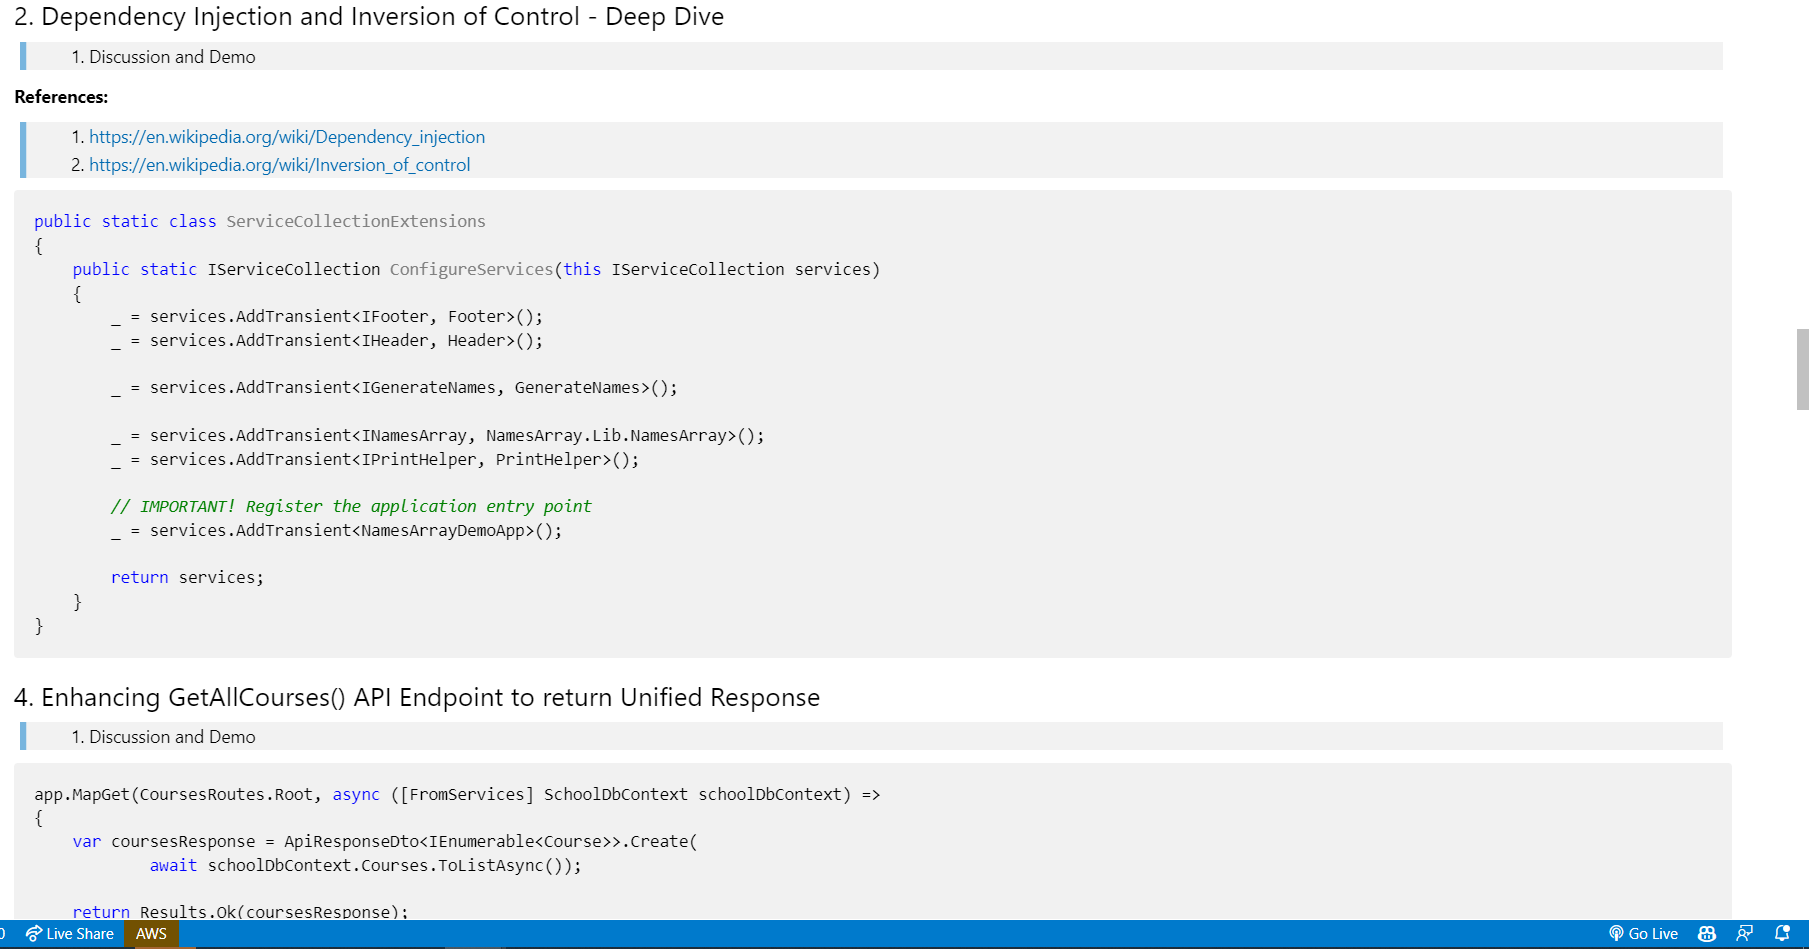 2. Dependency Injection and Inversion of Control - Deep Dive
1. Discussion and Demo
References:
1. https://en.wikipedia.org/wiki/Dependency_injection
2. https://en.wikipedia.org/wiki/Inversion_of_control
public static class ServiceCollectionExtensions
{
    public static IServiceCollection ConfigureServices(this IServiceCollection services)
    {
        _ = services.AddTransient<IFooter, Footer>();
        _ = services.AddTransient<IHeader, Header>();
        _ = services.AddTransient<IGenerateNames, GenerateNames>();
        _ = services.AddTransient<INamesArray, NamesArray.Lib.NamesArray>();
        _ = services.AddTransient<IPrintHelper, PrintHelper>();
        // IMPORTANT! Register the application entry point
        _ = services.AddTransient<NamesArrayDemoApp>();
        return services;
    }
}
4. Enhancing GetAllCourses() API Endpoint to return Unified Response
1. Discussion and Demo
app.MapGet(CoursesRoutes.Root, async ([FromServices] SchoolDbContext schoolDbContext) =>
{
    var coursesResponse = ApiResponseDto<IEnumerable<Course>>.Create(
            await schoolDbContext.Courses.ToListAsync());
    return Results.Ok(coursesResponse);
0 Live Share AWS Go Live